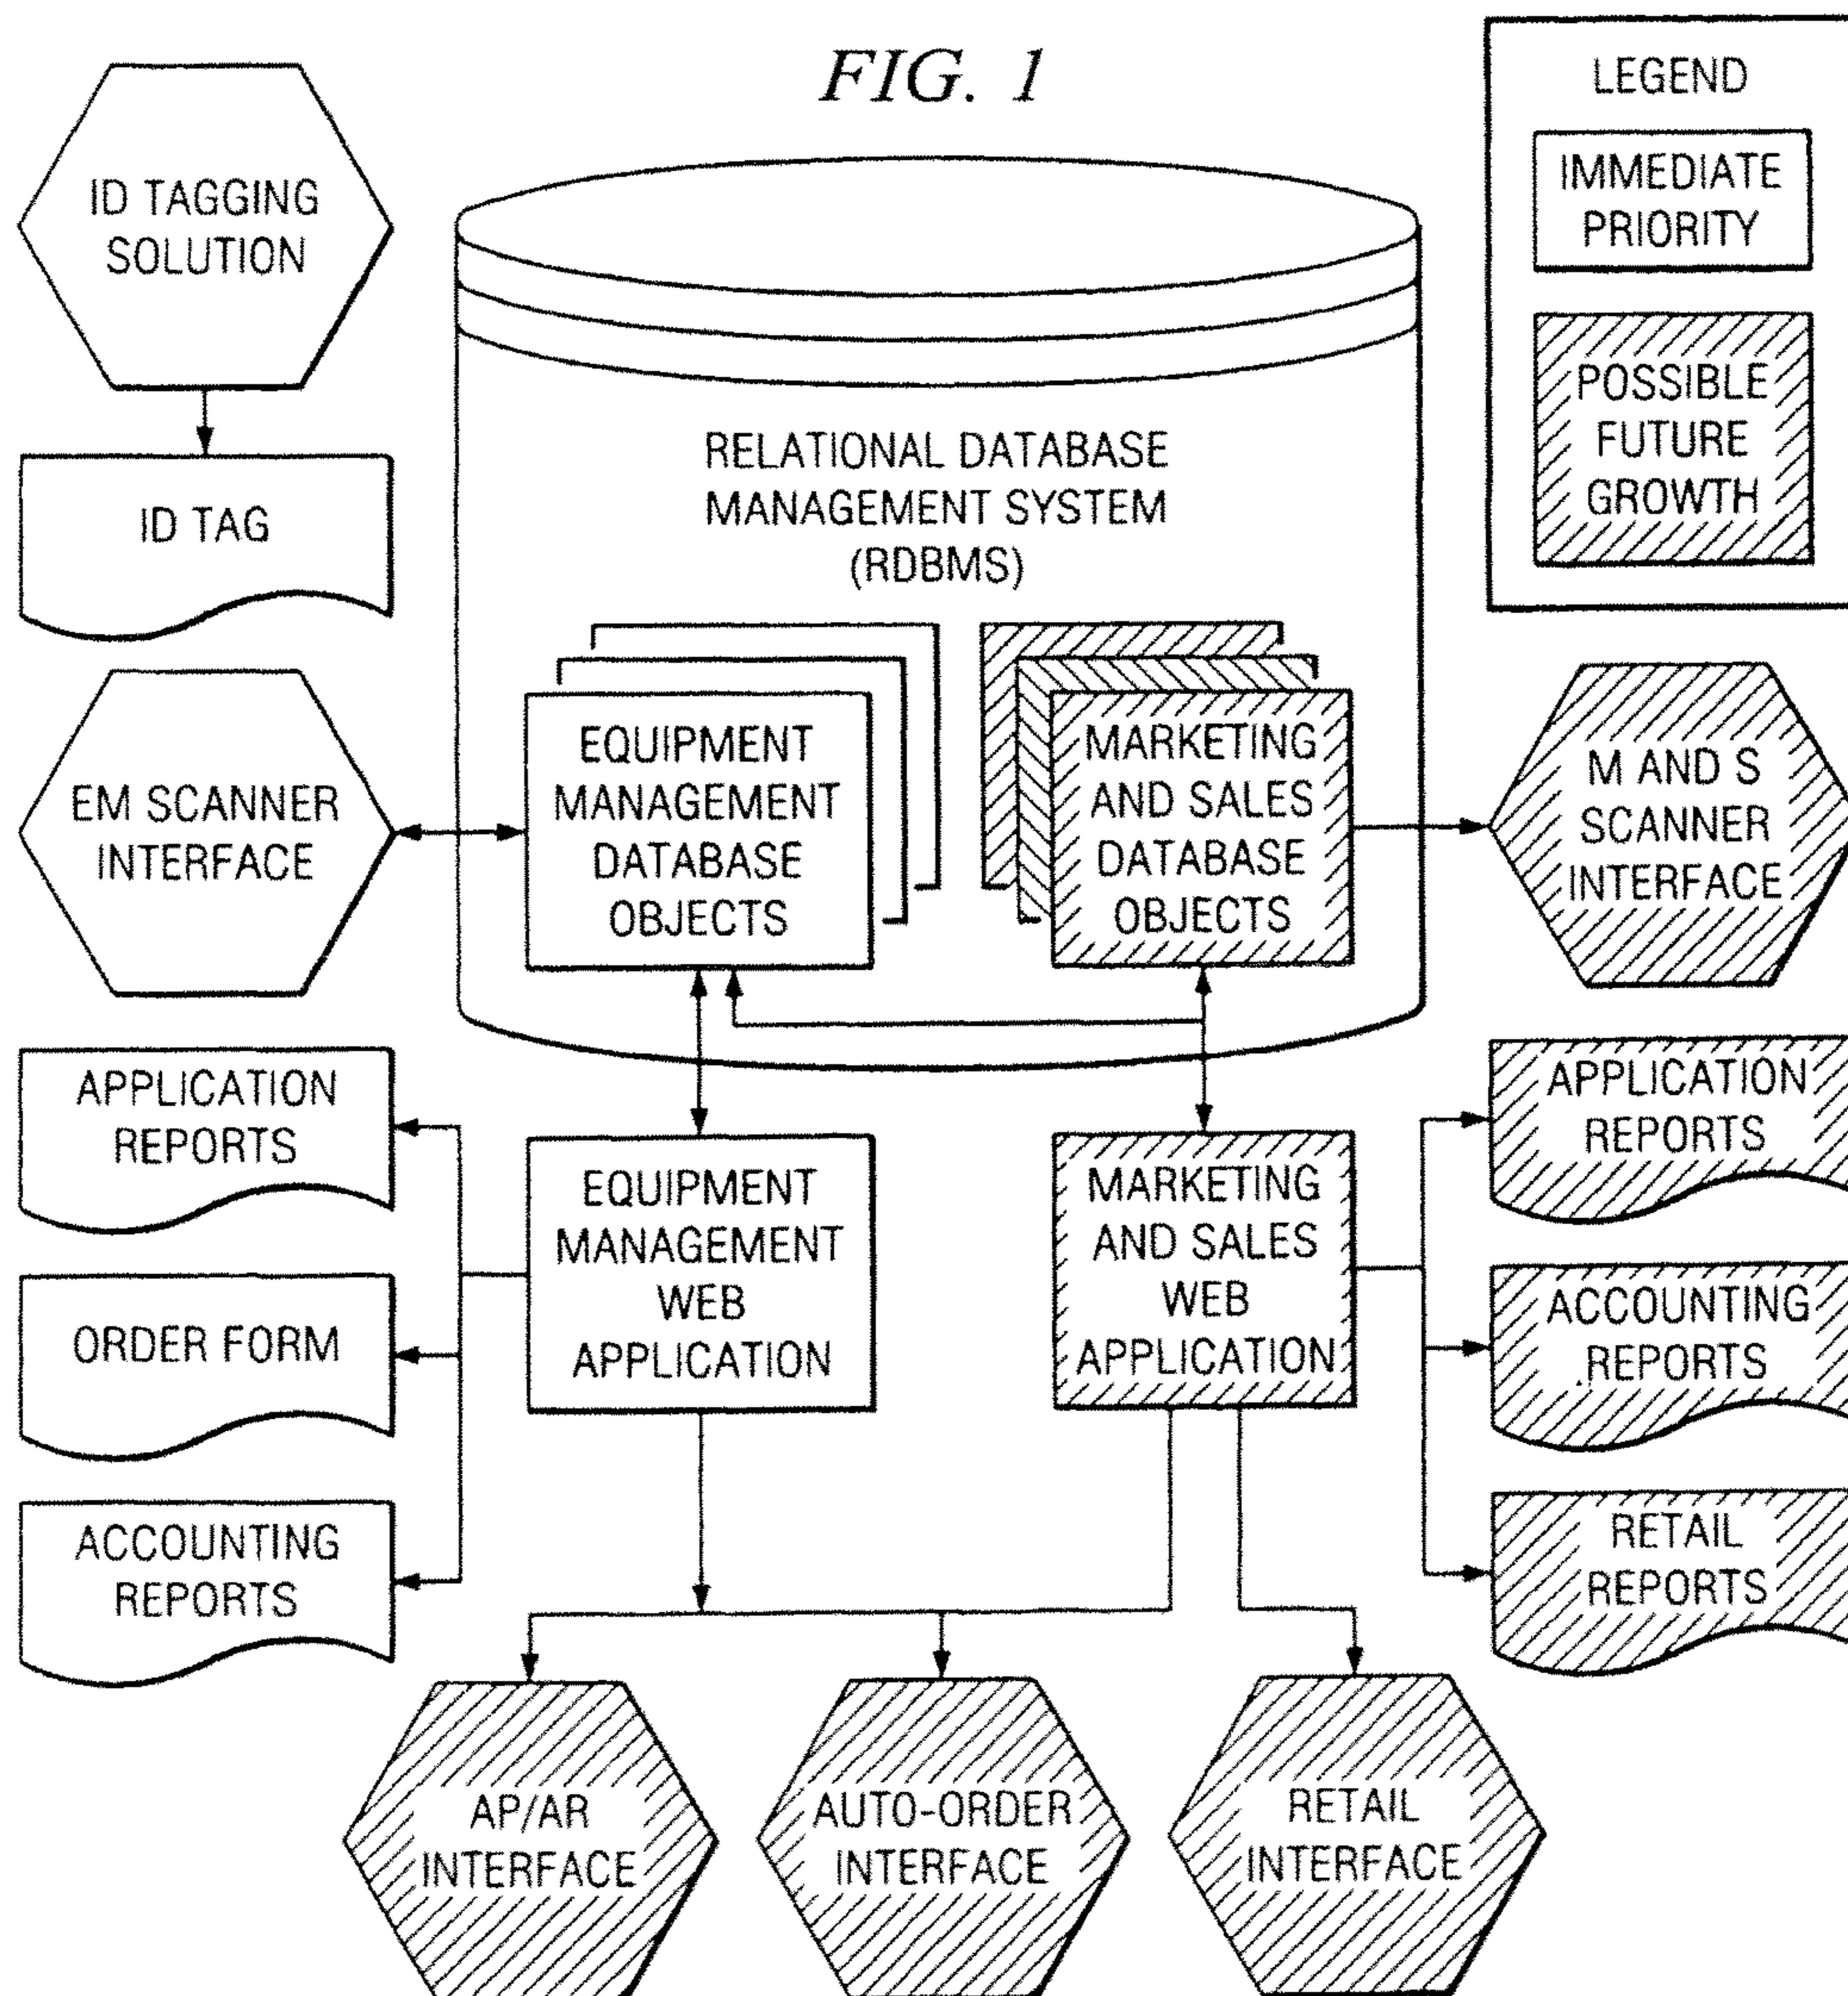 FIG. 1
LEGEND
IMMEDIATE
PRIORITY
POSSIBLE
FUTURE
GROWTH
ID TAGGING
SOLUTION
ID TAG
RELATIONAL DATABASE
MANAGEMENT SYSTEM
(RDBMS)
EM SCANNER
INTERFACE
EQUIPMENT
MANAGEMENT
DATABASE
OBJECTS
MARKETING
AND SALES
DATABASE
OBJECTS
M AND S
SCANNER
INTERFACE
APPLICATION
REPORTS
ORDER FORM
ACCOUNTING
REPORTS
EQUIPMENT
MANAGEMENT
WEB
APPLICATION
MARKETING
AND SALES
WEB
APPLICATION
APPLICATION
REPORTS
ACCOUNTING
REPORTS
RETAIL
REPORTS
AP/AR
INTERFACE
AUTO-ORDER
INTERFACE
RETAIL
INTERFACE